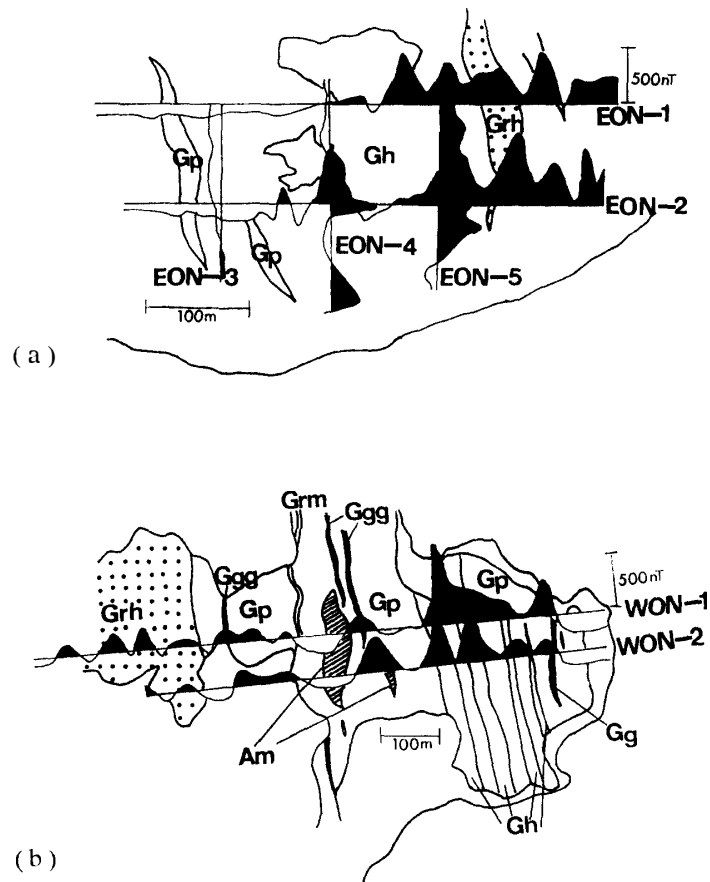 500nT
EON-1
Grh
Gp
Gh
EON-2
EON-4
Gp
EON-3
EON-5
100m
(a)
Grm
Ggg
Ggg
Gp
500nT
Grh
Gp
Gp
WON-1
WON-2
Am
100m
Gg
Gh
(b)